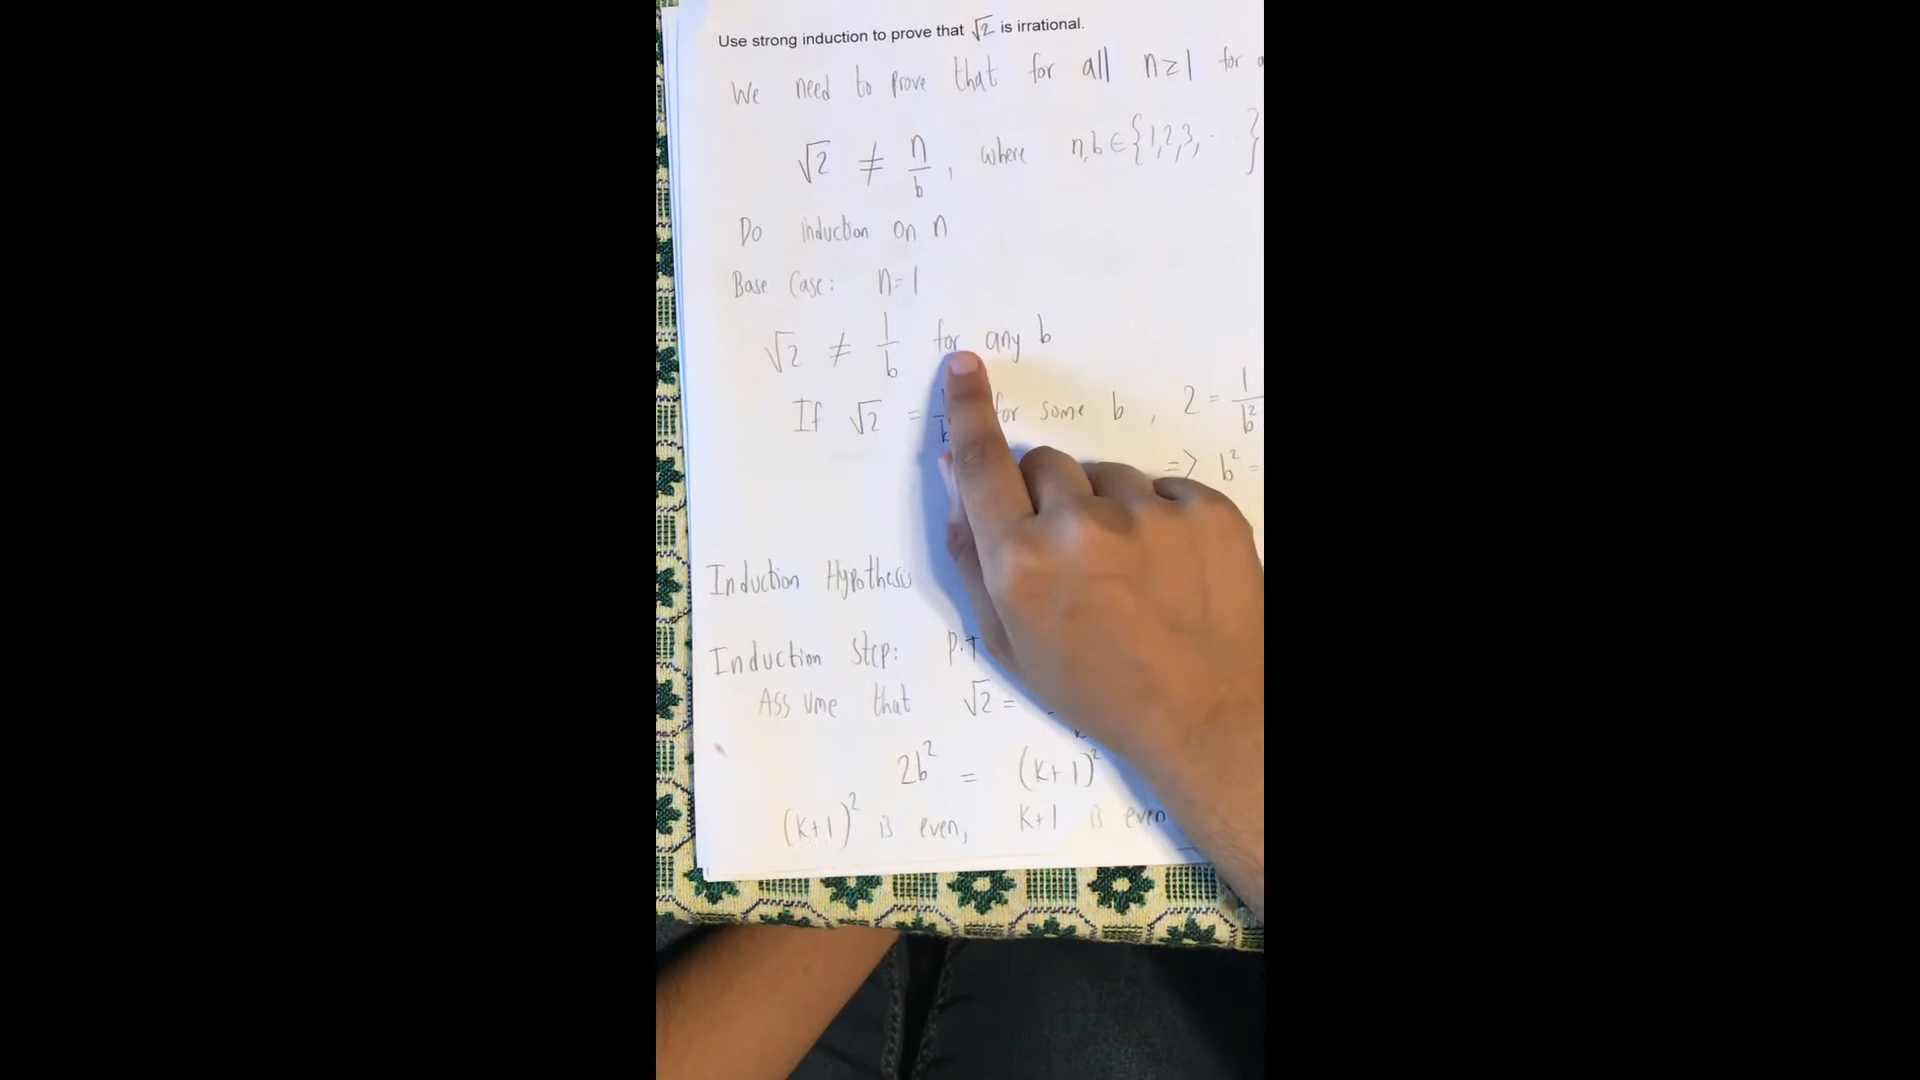 Use strong induction to prove that √2 is irrational.
We need to prove that for all n≥1 for
√2 ≠ n/b, where n,b ∈ {1,2,3, ... }
Do induction on n
Base Case: n=1
√2 ≠ 1/b for any b
If √2 = for some b, 2 = 1/b²
=> b² =
Induction Hypothesis
Induction Step: P.T
Assume that √2 =
2b² = (k+1)²
(k+1)² is even, k+1 is even